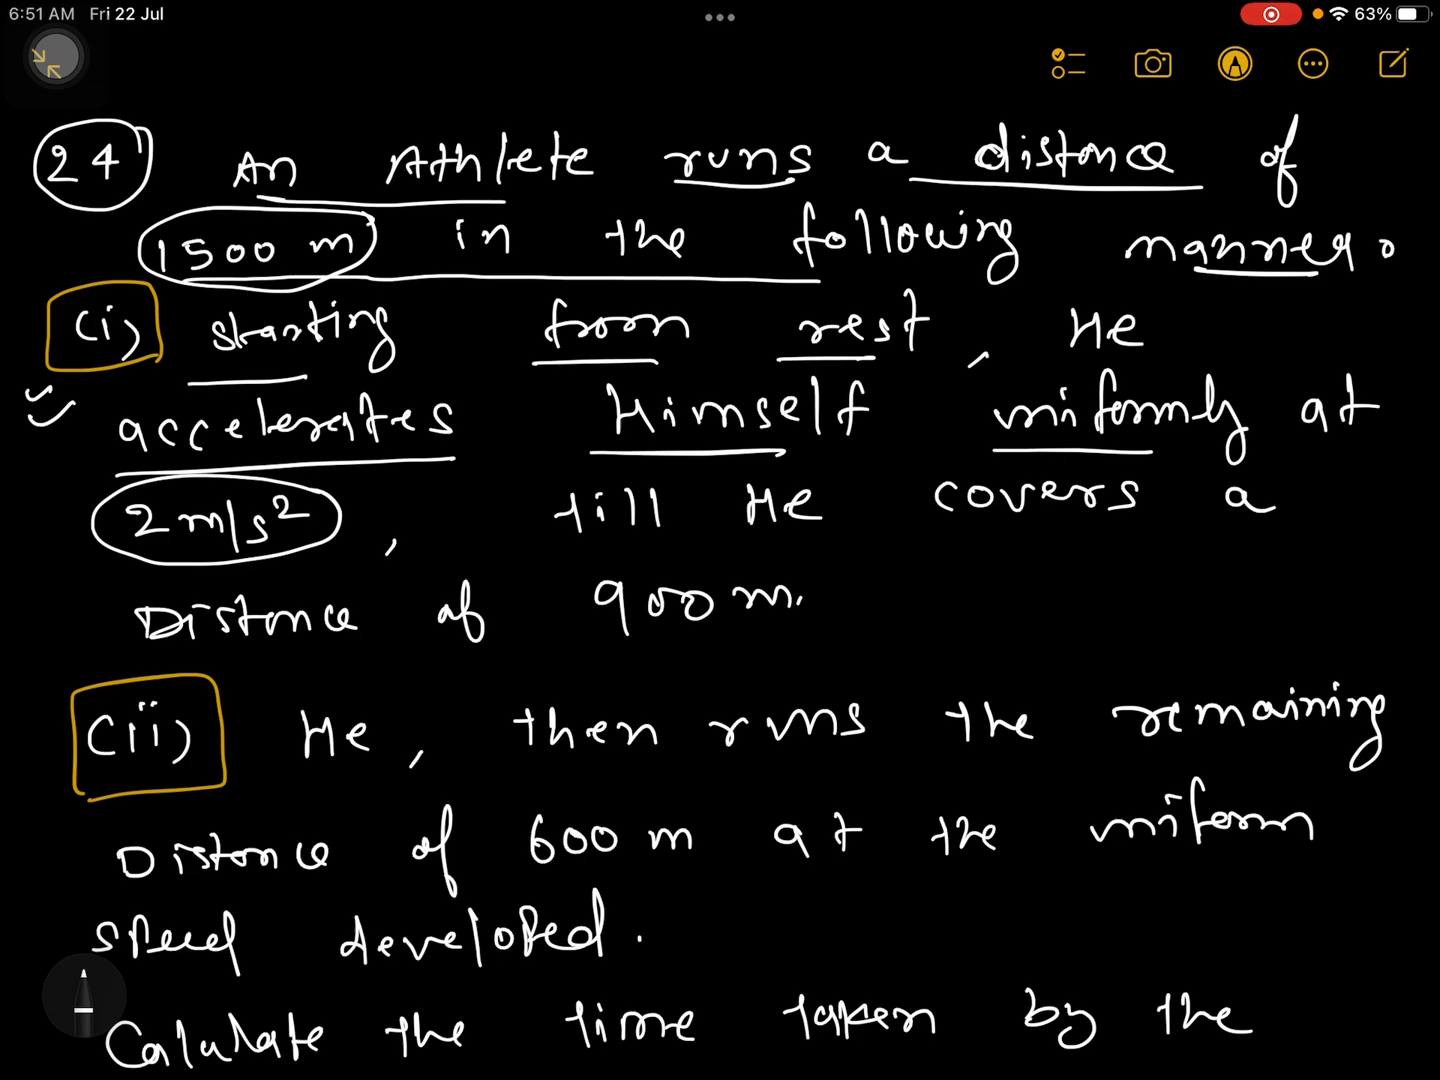 6:51 AM Fri 22 Jul
63%
24 An Athlete runs a distance of
1500 m in the following manner.
(i) starting from rest, He
accelerates Himself uniformly at
2 m/s², till He covers a
Distance of 900 m.
(ii) He, then runs the remaining
Distance of 600 m at the uniform
speed developed.
Calulate the time taken by the